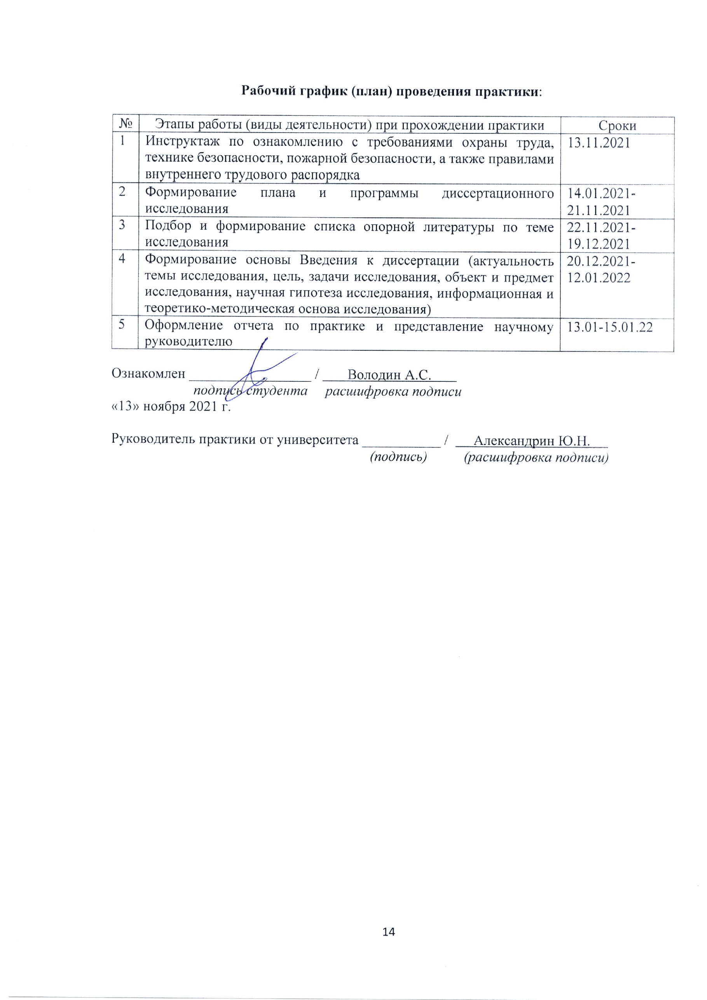 Рабочий график (план) проведения практики:
№ Этапы работы (виды деятельности) при прохождении практики Сроки
1 Инструктаж по ознакомлению с требованиями охраны труда, 13.11.2021
технике безопасности, пожарной безопасности, а также правилами
внутреннего трудового распорядка
2 Формирование плана и программы диссертационного 14.01.2021-
исследования 21.11.2021
3 Подбор и формирование списка опорной литературы по теме 22.11.2021-
исследования 19.12.2021
4 Формирование основы Введения к диссертации (актуальность 20.12.2021-
темы исследования, цель, задачи исследования, объект и предмет 12.01.2022
исследования, научная гипотеза исследования, информационная и
теоретико-методическая основа исследования)
5 Оформление отчета по практике и представление научному 13.01-15.01.22
руководителю
Ознакомлен ____________ / Володин А.С.
подпись студента расшифровка подписи
«13» ноября 2021 г.
Руководитель практики от университета ____________ / Александрин Ю.Н.
(подпись) (расшифровка подписи)
14